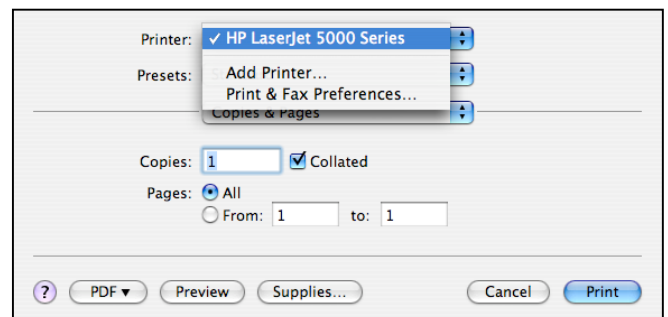 Printer: ✓ HP LaserJet 5000 Series
Add Printer...
Presets:
Print & Fax Preferences...
Copies & Pages
Copies: 1 Collated
Pages: All
From: 1 to: 1
? PDF ▼ Preview Supplies... Cancel Print